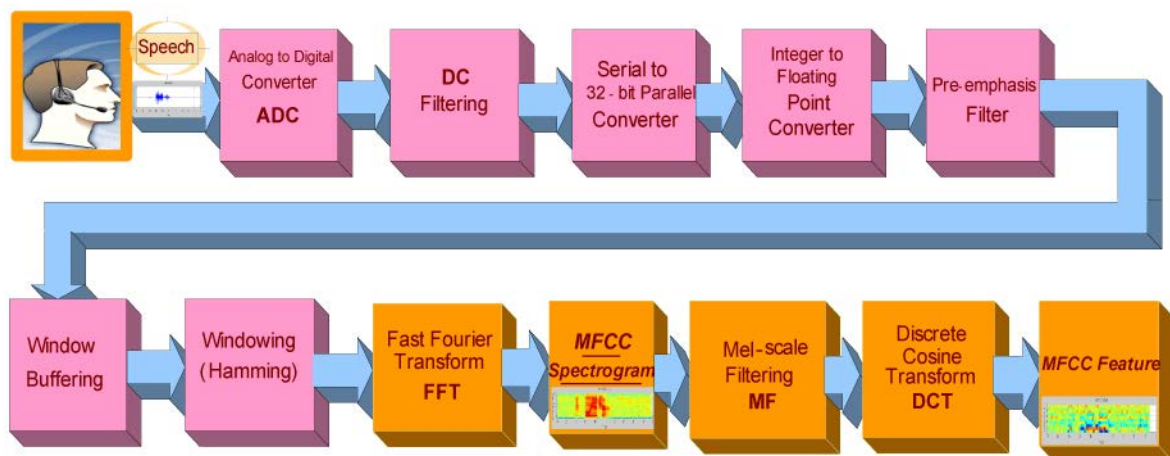 Speech
Analog to Digital
Converter
ADC
DC
Filtering
Serial to
32 - bit Parallel
Converter
Integer to
Floating
Point
Converter
Pre-emphasis
Filter
Window
Buffering
Windowing
(Hamming)
Fast Fourier
Transform
FFT
MFCC
Spectrogram
Mel-scale
Filtering
MF
Discrete
Cosine
Transform
DCT
MFCC Feature